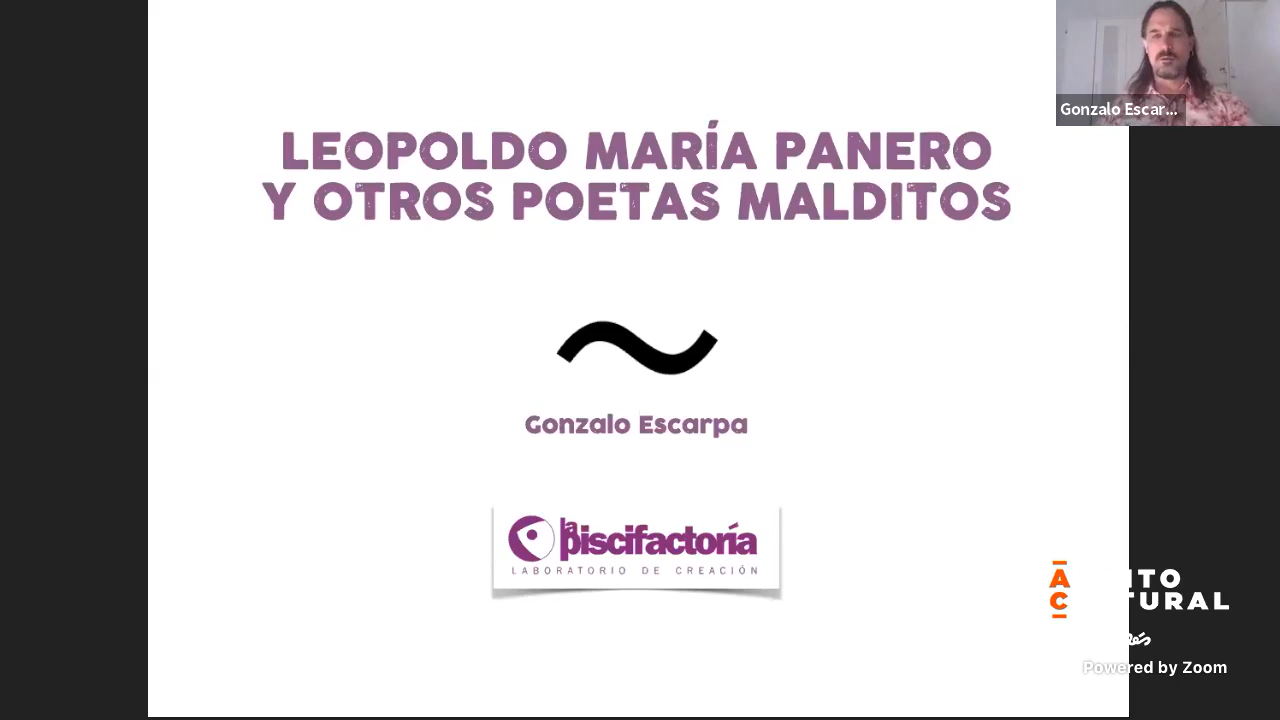 Gonzalo Escar...
LEOPOLDO MARÍA PANERO
Y OTROS POETAS MALDITOS
Gonzalo Escarpa
la
piscifactoría
LABORATORIO DE CREACIÓN
A
C
ITO
TURAL
Powered by Zoom